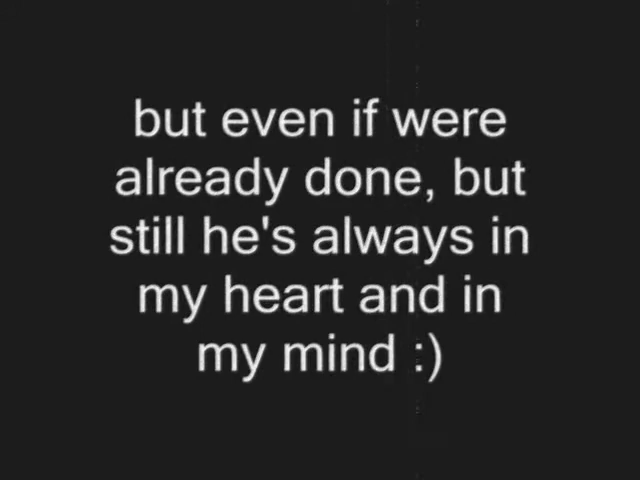 but even if were
already done, but
still he's always in
my heart and in
my mind :)